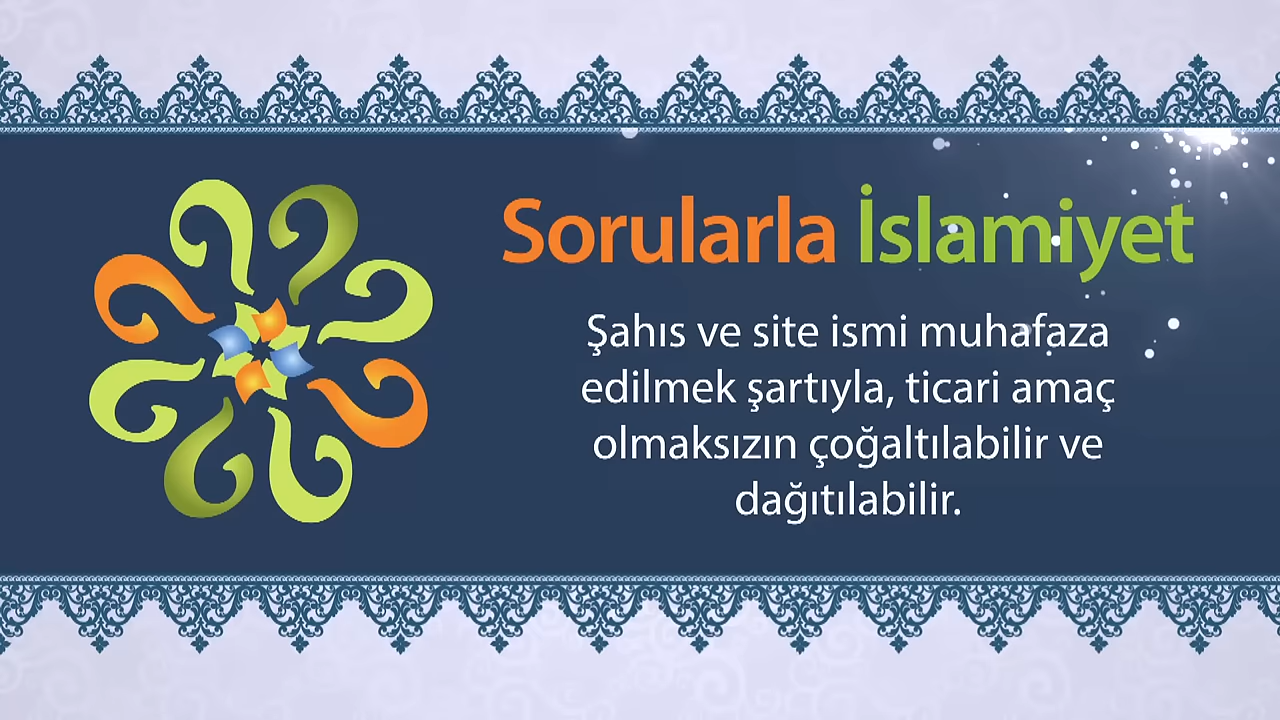 Sorularla İslamiyet
Şahıs ve site ismi muhafaza
edilmek şartıyla, ticari amaç
olmaksızın çoğaltılabilir ve
dağıtılabilir.